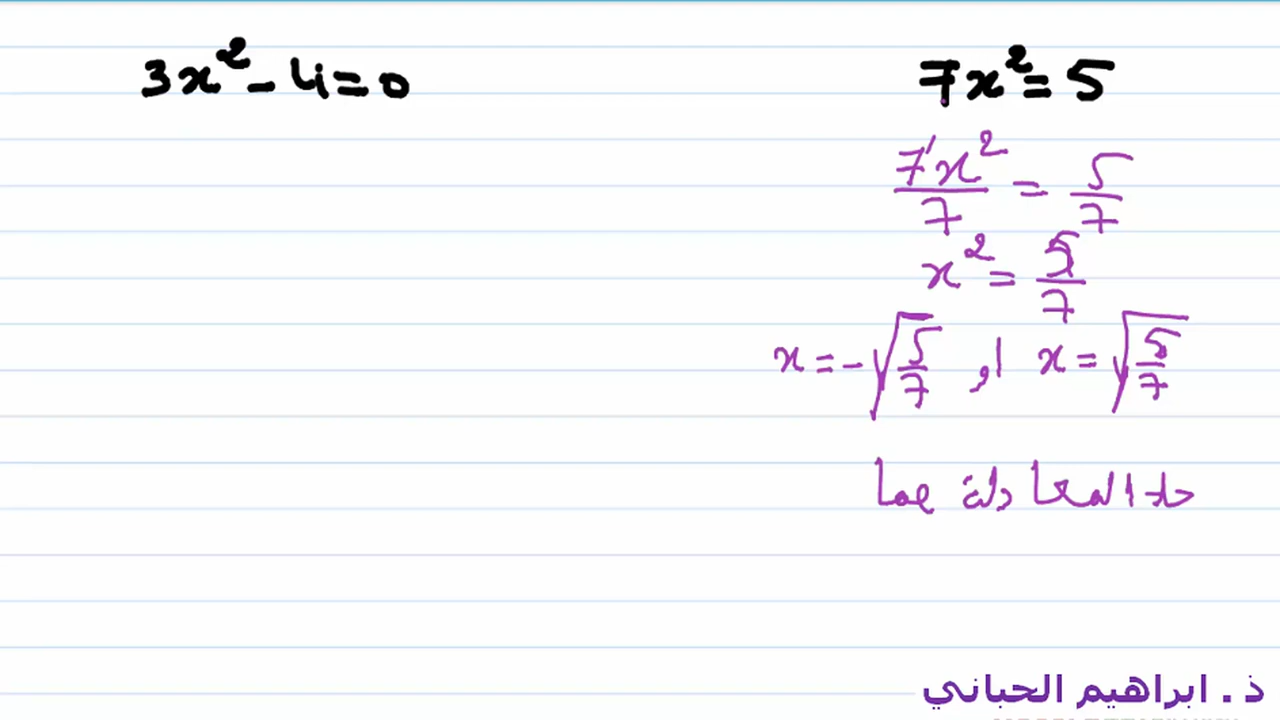 3x² - 4 = 0
7x² = 5
7x²/7 = 5/7
x² = 5/7
x = -√(5/7) او x = √(5/7)
حلا المعادلة هما
ذ . ابراهيم الحباني